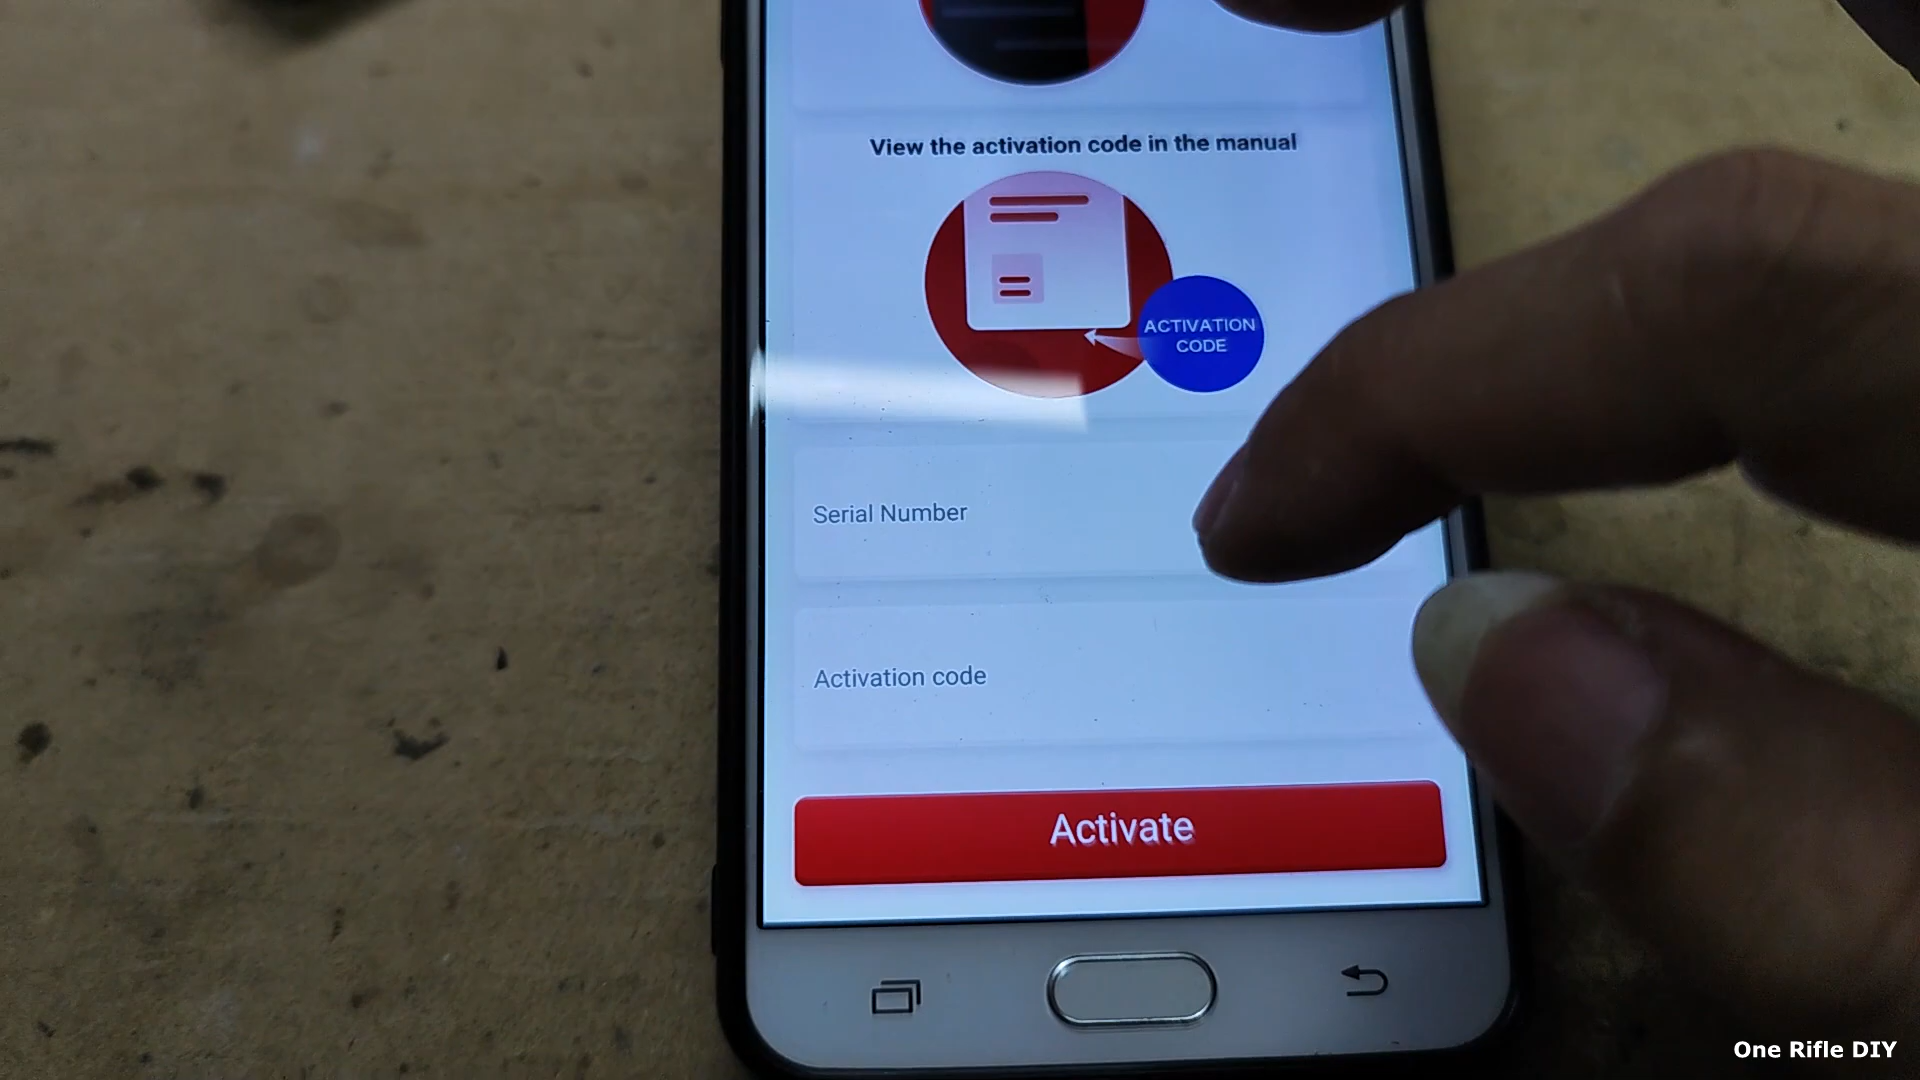 View the activation code in the manual
ACTIVATION
CODE
Serial Number
Activation code
Activate
One Rifle DIY